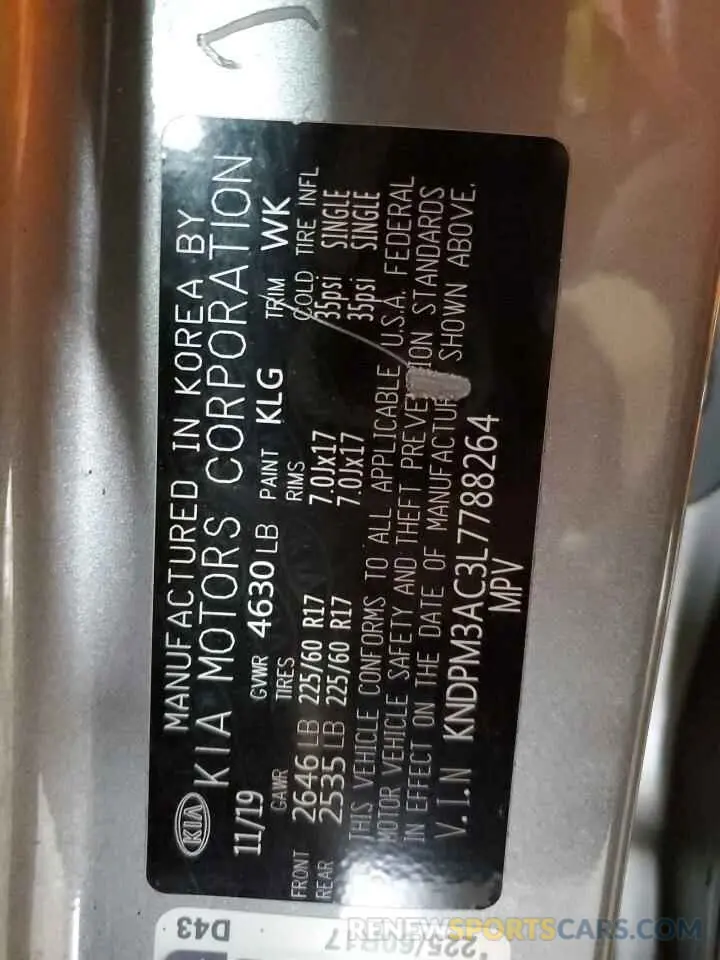 MANUFACTURED IN KOREA BY
KIA KIA MOTORS CORPORATION
11/19 GVWR 4630 LB PAINT KLG TRIM WK
GAWR TIRES RIMS COLD TIRE INFL
FRONT 2646 LB 225/60 R17 7.0Jx17 35psi SINGLE
REAR 2535 LB 225/60 R17 7.0Jx17 35psi SINGLE
THIS VEHICLE CONFORMS TO ALL APPLICABLE U.S.A. FEDERAL
MOTOR VEHICLE SAFETY AND THEFT PREVE ION STANDARDS
IN EFFECT ON THE DATE OF MANUFACTUR SHOWN ABOVE.
V.I.N KNDPM3AC3L7788264
MPV
D43
225/60R17
RENEWSPORTSCARS.COM